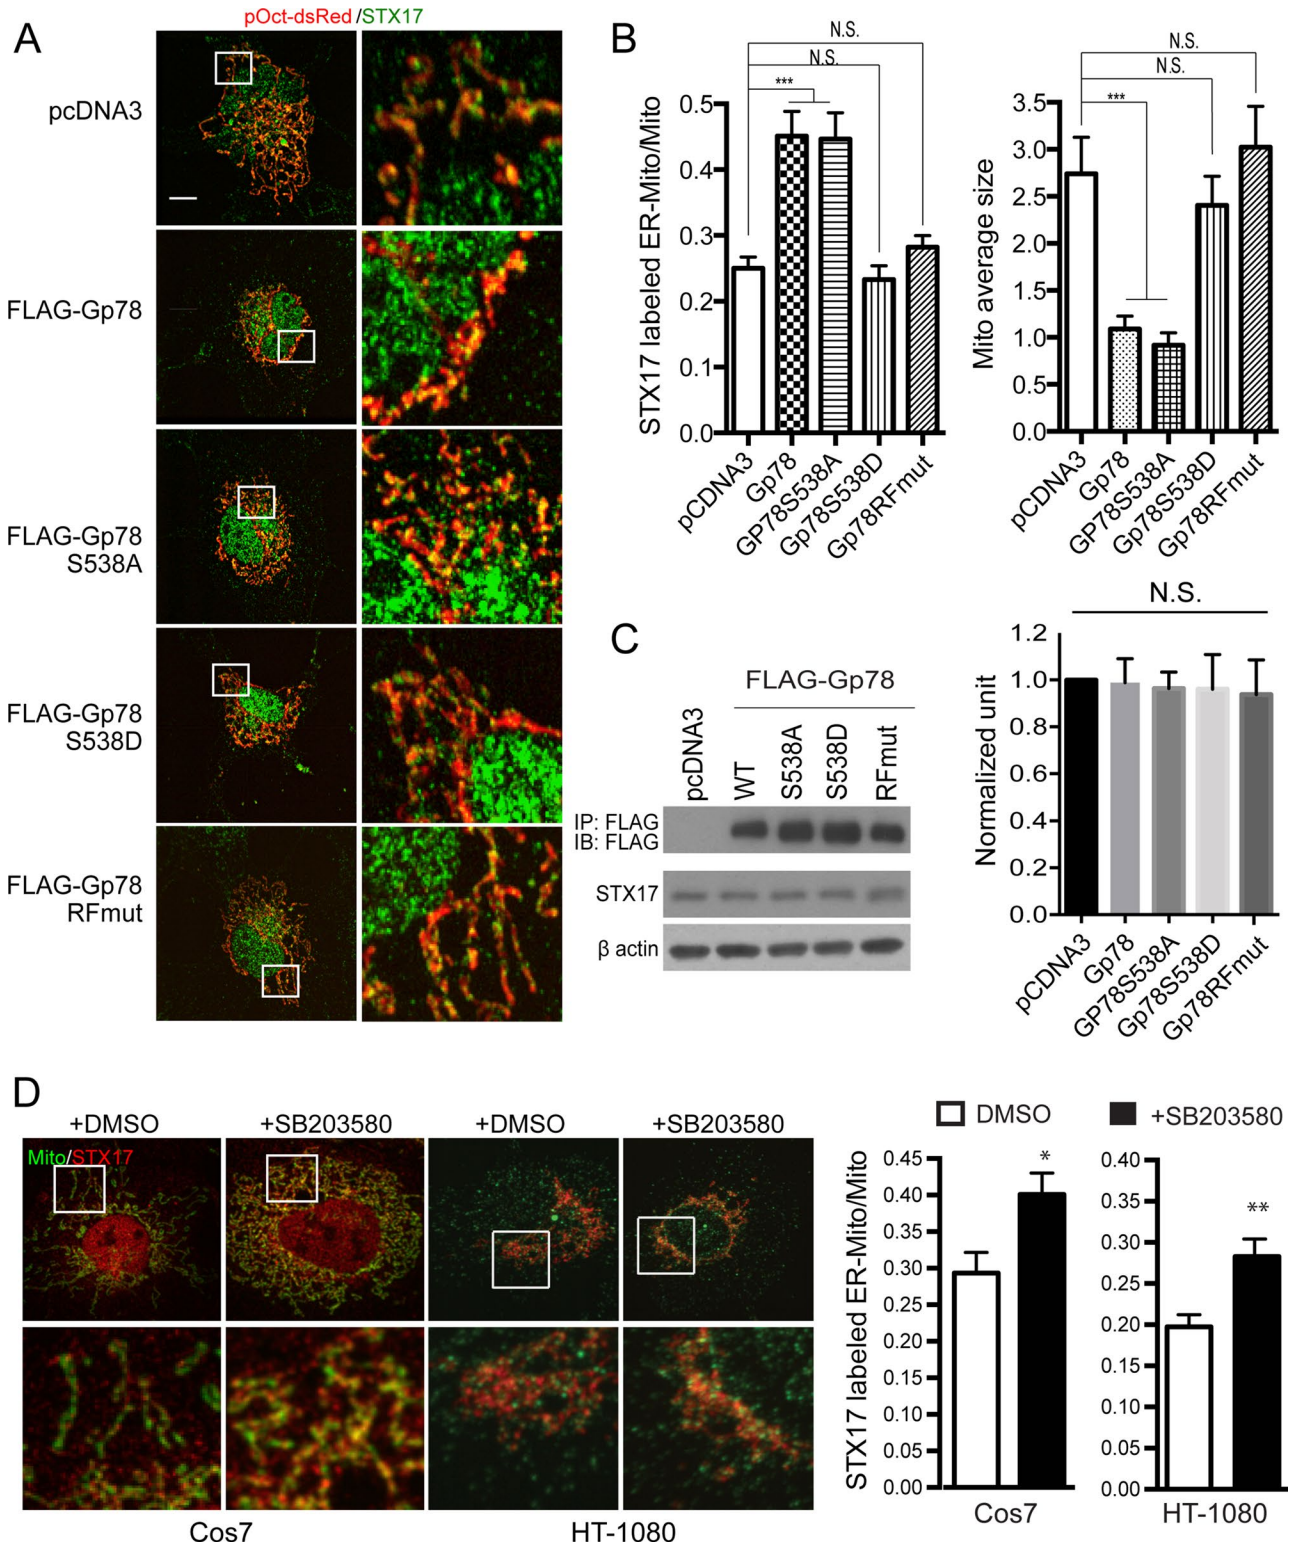 A
pOct-dsRed/STX17
pcDNA3
FLAG-Gp78
FLAG-Gp78
S538A
FLAG-Gp78
S538D
FLAG-Gp78
RFmut
B
N.S.
N.S.
***
STX17 labeled ER-Mito/Mito
0.5
0.4
0.3
0.2
0.1
0.0
pCDNA3
Gp78
GP78S538A
Gp78S538D
Gp78RFmut
N.S.
N.S.
***
Mito average size
3.5
3.0
2.5
2.0
1.5
1.0
0.5
0.0
pCDNA3
Gp78
GP78S538A
Gp78S538D
Gp78RFmut
C
FLAG-Gp78
pcDNA3
WT
S538A
S538D
RFmut
IP: FLAG
IB: FLAG
STX17
β actin
N.S.
Normalized unit
1.2
1.0
0.8
0.6
0.4
0.2
0.0
pCDNA3
Gp78
GP78S538A
Gp78S538D
Gp78RFmut
D
+DMSO
+SB203580
+DMSO
+SB203580
Mito/STX17
Cos7
HT-1080
DMSO
+SB203580
STX17 labeled ER-Mito/Mito
0.45
0.40
0.35
0.30
0.25
0.20
0.15
0.10
0.05
0.00
*
Cos7
0.40
0.35
0.30
0.25
0.20
0.15
0.10
0.05
0.00
**
HT-1080